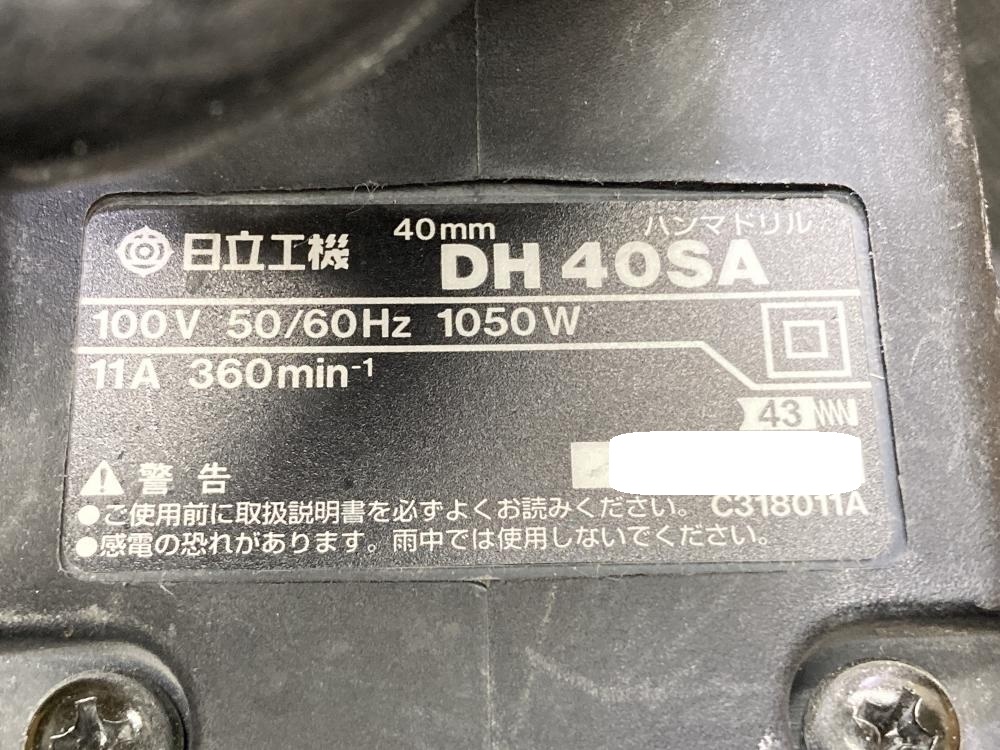 日立工機 40mm DH 40SA ハンマドリル
100V 50/60Hz 1050W
11A 360min⁻¹
43
警告
●ご使用前に取扱説明書を必ずよくお読みください。 C318011A
●感電の恐れがあります。雨中では使用しないでください。